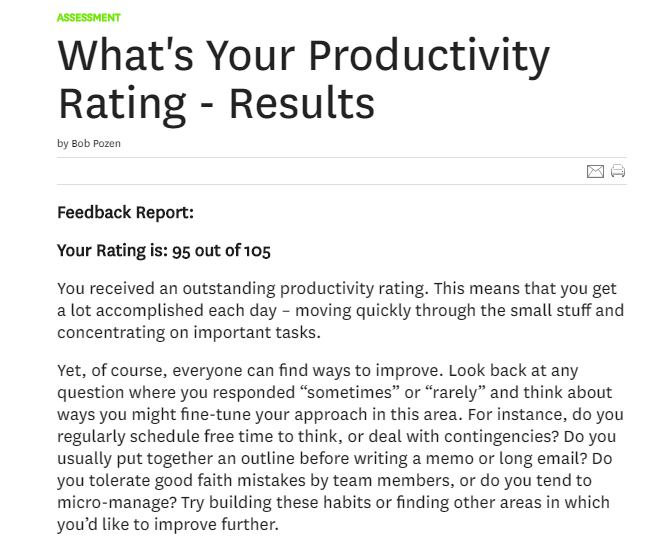 ASSESSMENT
What's Your Productivity
Rating - Results
by Bob Pozen
Feedback Report:
Your Rating is: 95 out of 105
You received an outstanding productivity rating. This means that you get
a lot accomplished each day – moving quickly through the small stuff and
concentrating on important tasks.
Yet, of course, everyone can find ways to improve. Look back at any
question where you responded “sometimes” or “rarely” and think about
ways you might fine-tune your approach in this area. For instance, do you
regularly schedule free time to think, or deal with contingencies? Do you
usually put together an outline before writing a memo or long email? Do
you tolerate good faith mistakes by team members, or do you tend to
micro-manage? Try building these habits or finding other areas in which
you’d like to improve further.